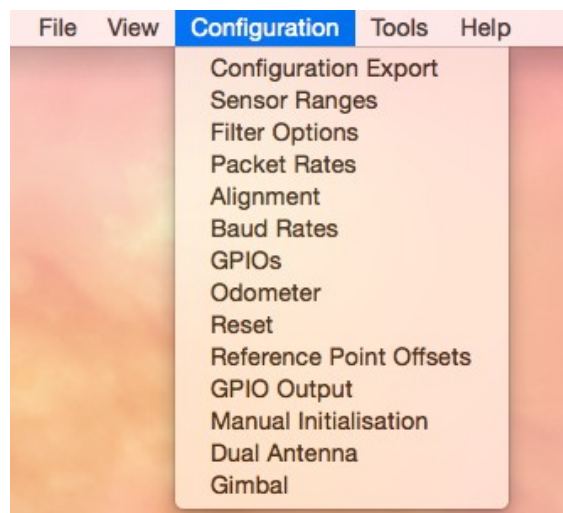 File View Configuration Tools Help
Configuration Export
Sensor Ranges
Filter Options
Packet Rates
Alignment
Baud Rates
GPIOs
Odometer
Reset
Reference Point Offsets
GPIO Output
Manual Initialisation
Dual Antenna
Gimbal